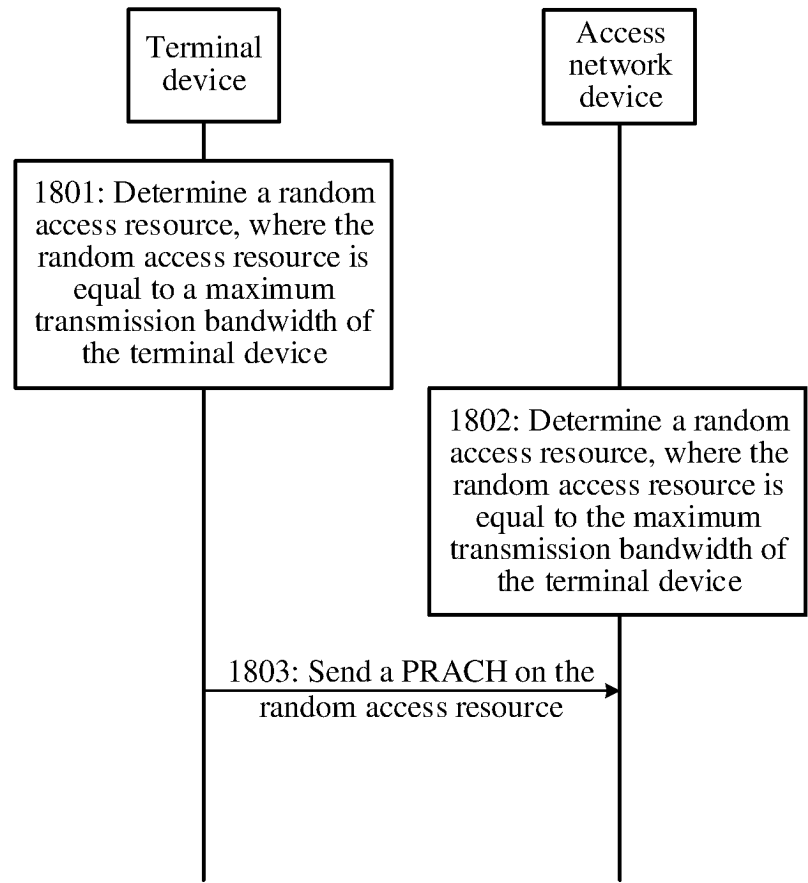 Terminal
device
Access
network
device
1801: Determine a random
access resource, where the
random access resource is
equal to a maximum
transmission bandwidth of
the terminal device
1802: Determine a random
access resource, where the
random access resource is
equal to the maximum
transmission bandwidth of
the terminal device
1803: Send a PRACH on the
random access resource